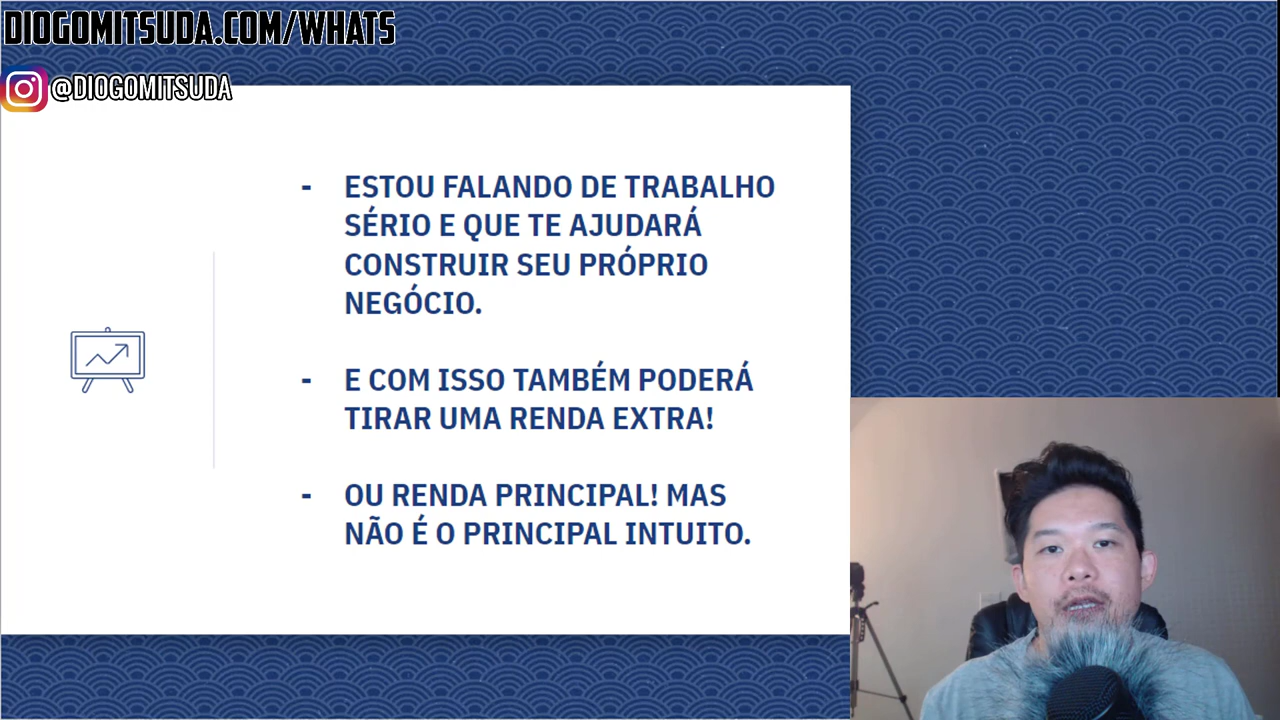 DIOGOMITSUDA.COM/WHATS
@DIOGOMITSUDA
- ESTOU FALANDO DE TRABALHO
SÉRIO E QUE TE AJUDARÁ
CONSTRUIR SEU PRÓPRIO
NEGÓCIO.
- E COM ISSO TAMBÉM PODERÁ
TIRAR UMA RENDA EXTRA!
- OU RENDA PRINCIPAL! MAS
NÃO É O PRINCIPAL INTUITO.